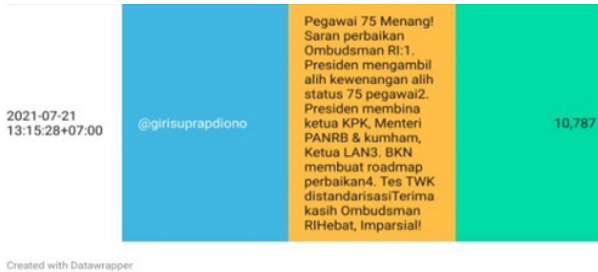 Pegawai 75 Menang!
Saran perbaikan
Ombudsman RI:1.
Presiden mengambil
alih kewenangan alih
status 75 pegawai2.
Presiden membina
ketua KPK, Menteri
PANRB & kumham,
Ketua LAN3. BKN
membuat roadmap
perbaikan4. Tes TWK
distandarisasiTerima
kasih Ombudsman
RIHebat, Imparsial!
2021-07-21
13:15:28+07:00
@girisuprapdiono
10,787
Created with Datawrapper